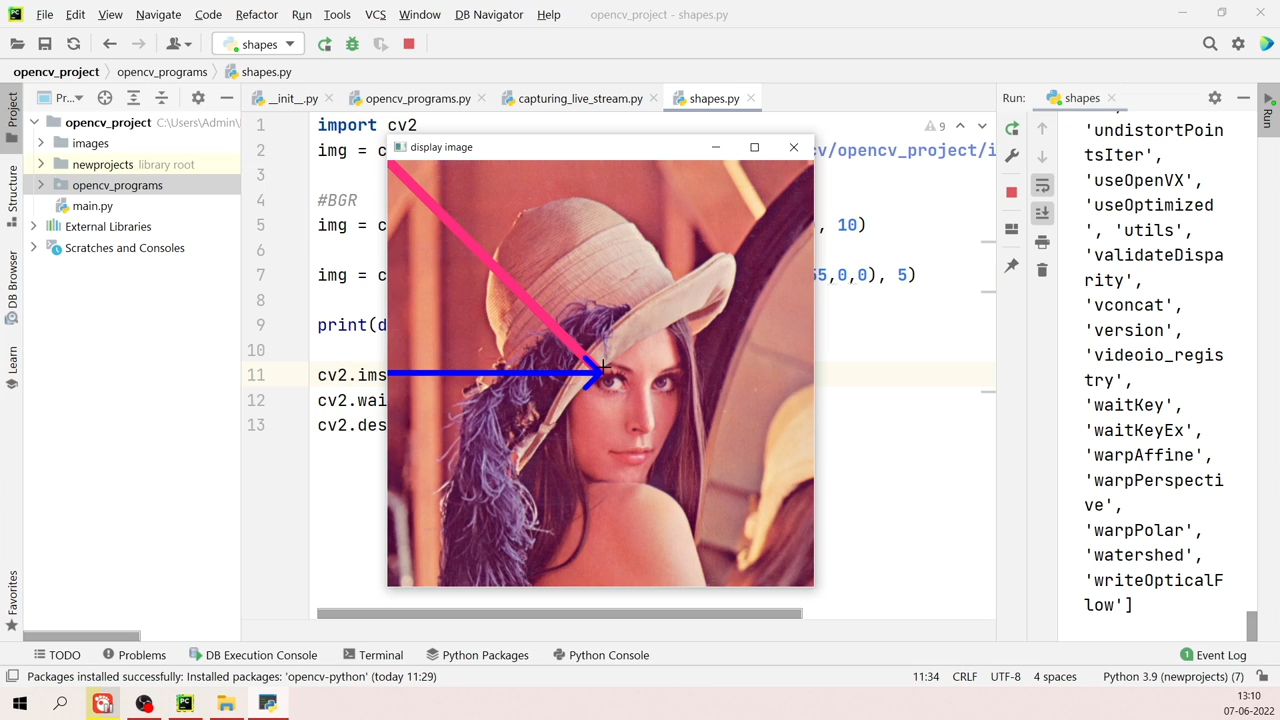 File Edit View Navigate Code Refactor Run Tools VCS Window DB Navigator Help opencv_project - shapes.py
shapes
opencv_project opencv_programs shapes.py
Pr... __init__.py opencv_programs.py capturing_live_stream.py shapes.py Run: shapes
Project
Structure
DB Browser
Learn
Favorites
Run
opencv_project C:\Users\Admin\
images
newprojects library root
opencv_programs
main.py
External Libraries
Scratches and Consoles
9
1 import cv2
2 img = c v/opencv_project/i
3
4 #BGR
5 img = c , 10)
6
7 img = c 55,0,0), 5)
8
9 print(d
10
11 cv2.ims
12 cv2.wai
13 cv2.des
display image
'undistortPoin
tsIter',
'useOpenVX',
'useOptimized
', 'utils',
'validateDispa
rity',
'vconcat',
'version',
'videoio_regis
try',
'waitKey',
'waitKeyEx',
'warpAffine',
'warpPerspecti
ve',
'warpPolar',
'watershed',
'writeOpticalF
low']
TODO Problems DB Execution Console Terminal Python Packages Python Console 1 Event Log
Packages installed successfully: Installed packages: 'opencv-python' (today 11:29) 11:34 CRLF UTF-8 4 spaces Python 3.9 (newprojects) (7)
13:10
07-06-2022